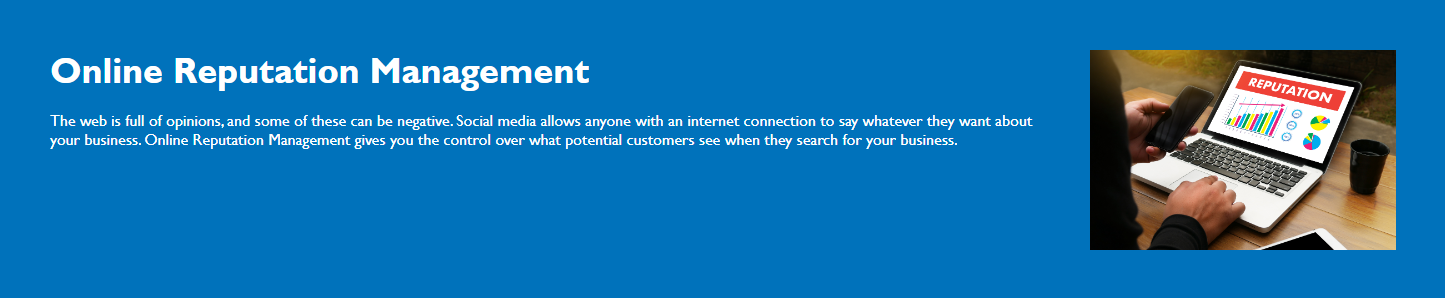 Online Reputation Management
The web is full of opinions, and some of these can be negative. Social media allows anyone with an internet connection to say whatever they want about
your business. Online Reputation Management gives you the control over what potential customers see when they search for your business.
REPUTATION